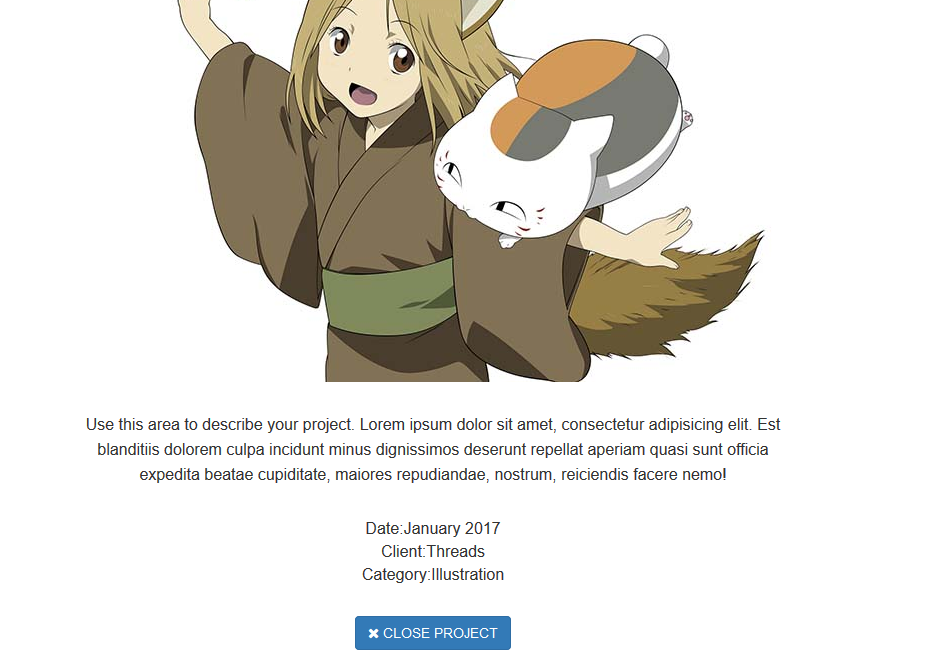 Use this area to describe your project. Lorem ipsum dolor sit amet, consectetur adipisicing elit. Est
blanditiis dolorem culpa incidunt minus dignissimos deserunt repellat aperiam quasi sunt officia
expedita beatae cupiditate, maiores repudiandae, nostrum, reiciendis facere nemo!
Date:January 2017
Client:Threads
Category:Illustration
✖ CLOSE PROJECT